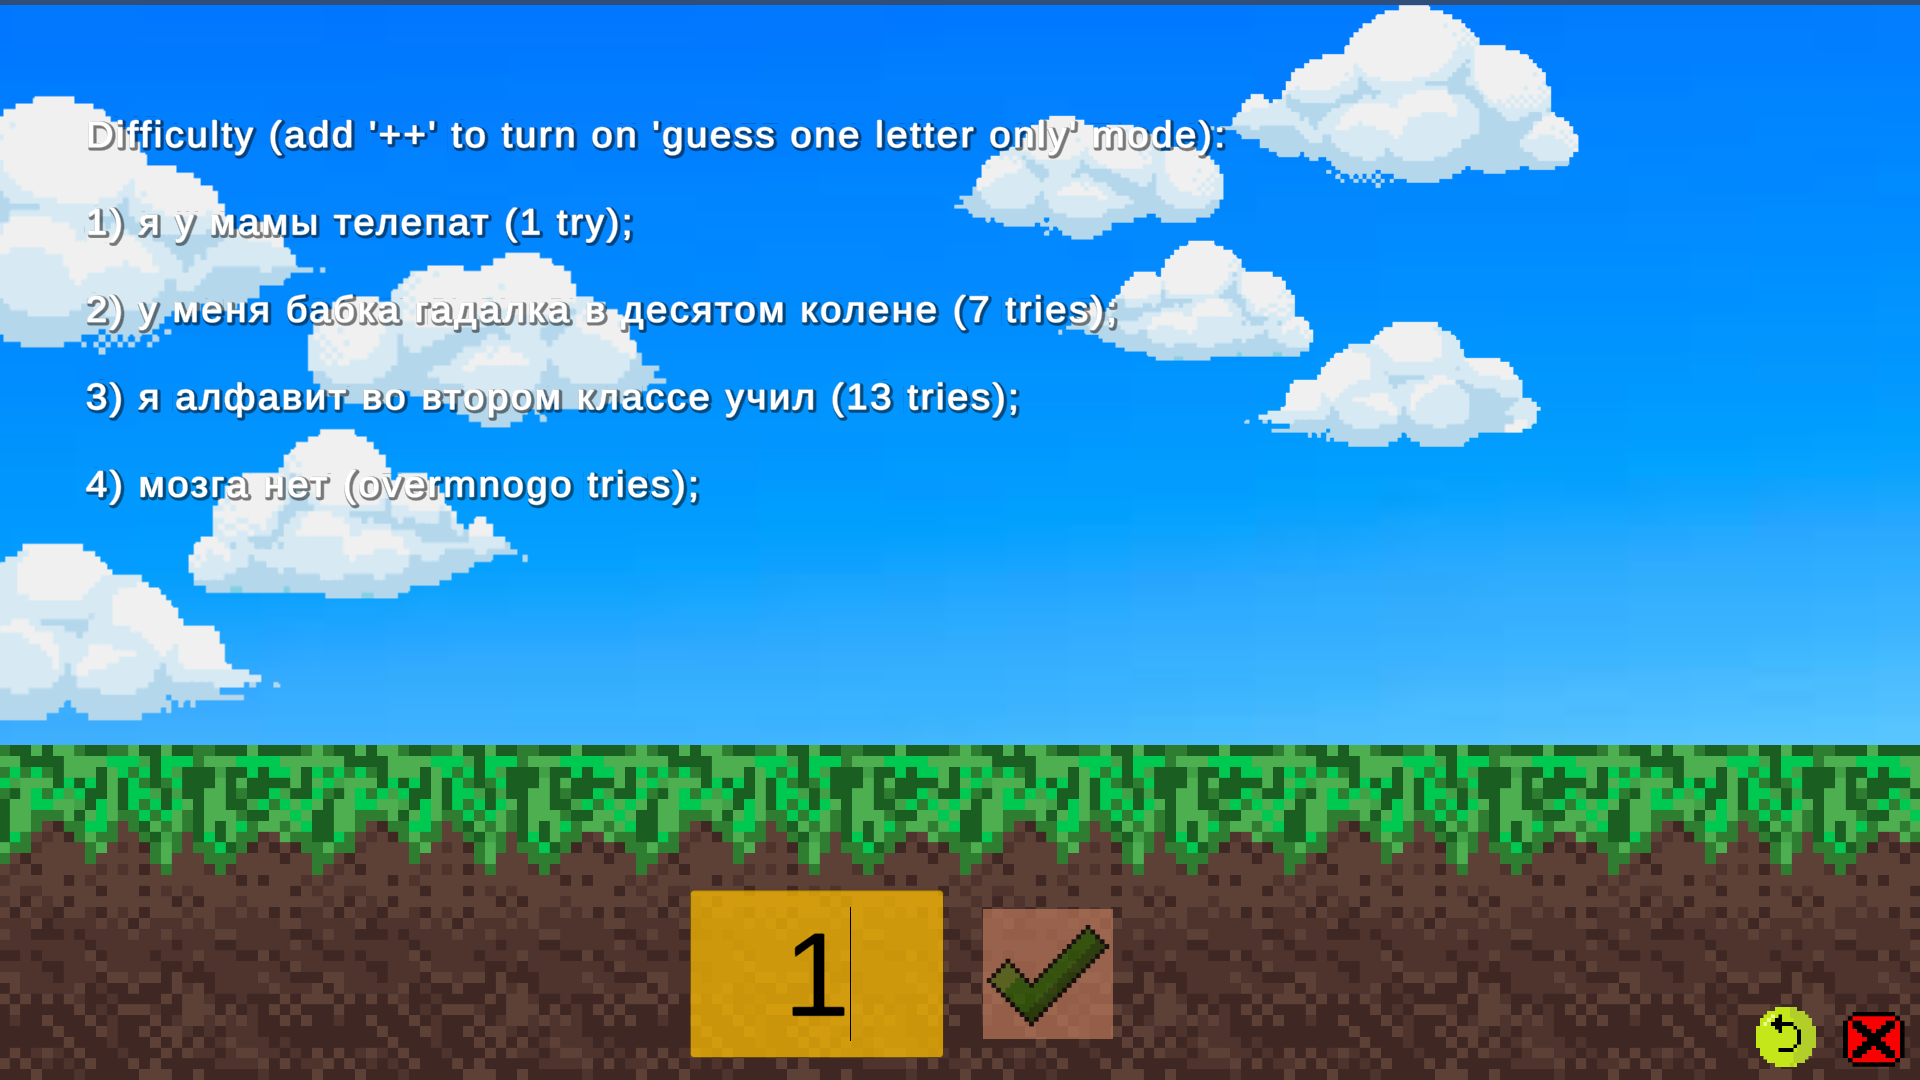 Difficulty (add '++' to turn on 'guess one letter only' mode):
1) я у мамы телепат (1 try);
2) у меня бабка гадалка в десятом колене (7 tries);
3) я алфавит во втором классе учил (13 tries);
4) мозга нет (overmnogo tries);
1